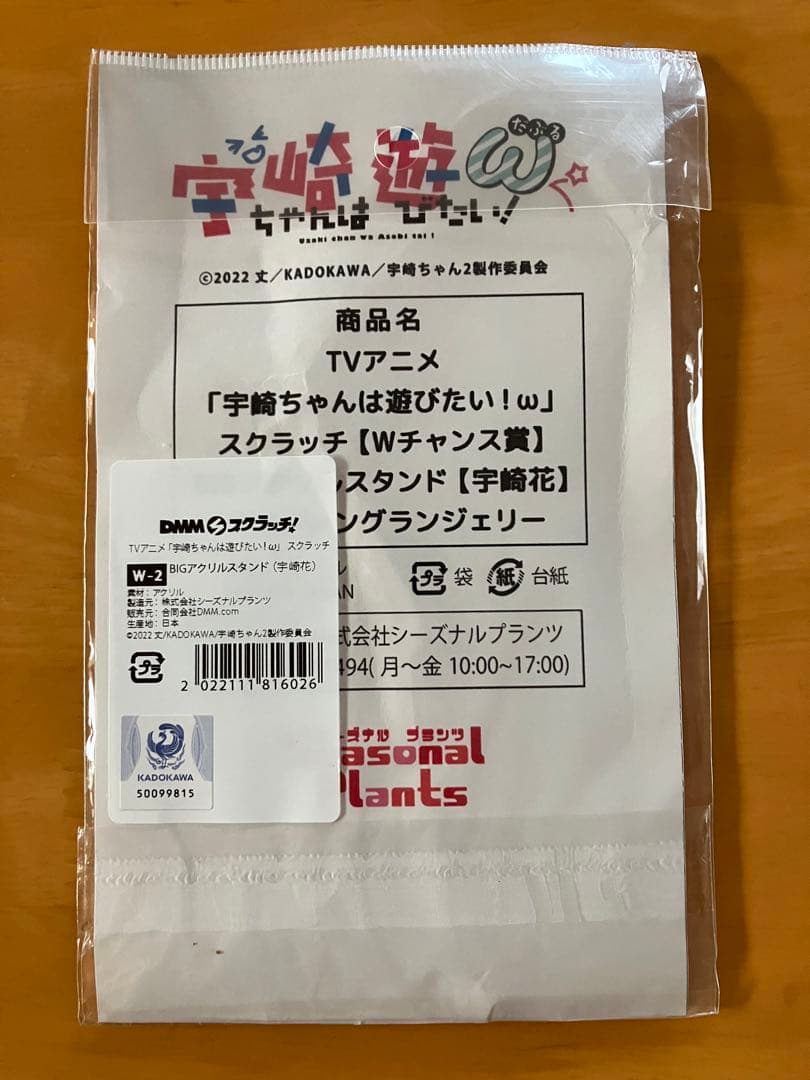 宇崎ちゃんは遊びたい！ω
だぶる
Uzaki chan wa Asobi tai !
©2022 丈／KADOKAWA／宇崎ちゃん2製作委員会
商品名
TVアニメ
「宇崎ちゃんは遊びたい！ω」
スクラッチ【Wチャンス賞】
ルスタンド【宇崎花】
ングランジェリー
ル
AN
プラ 袋 紙 台紙
式会社シーズナルプランツ
494( 月～金 10:00~17:00)
ーズナル プランツ
asonal
Plants
DMMスクラッチ!
TVアニメ「宇崎ちゃんは遊びたい！ω」 スクラッチ
W-2 BIGアクリルスタンド（宇崎花）
素材：アクリル
製造元：株式会社シーズナルプランツ
販売元：合同会社DMM.com
生産地：日本
©2022 丈/KADOKAWA/宇崎ちゃん2製作委員会
プラ
2 022111 816026
KADOKAWA
50099815